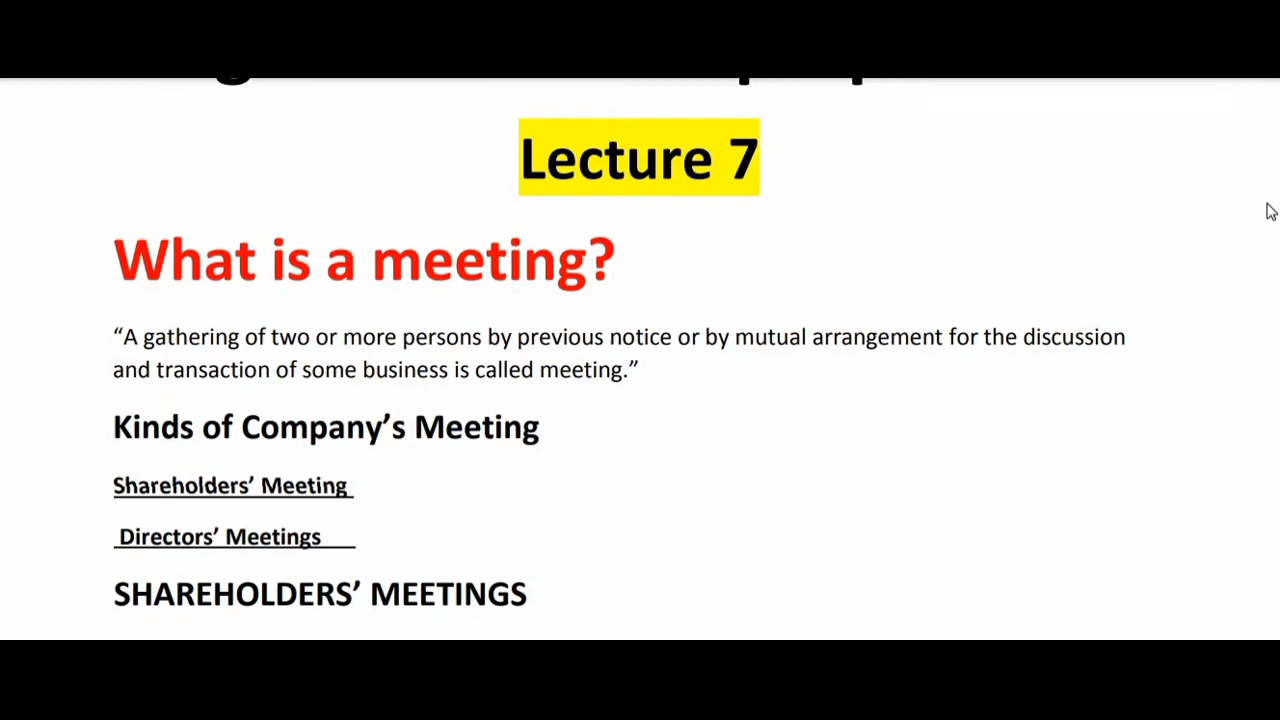 Lecture 7
What is a meeting?
“A gathering of two or more persons by previous notice or by mutual arrangement for the discussion
and transaction of some business is called meeting.”
Kinds of Company’s Meeting
Shareholders’ Meeting
Directors’ Meetings
SHAREHOLDERS’ MEETINGS